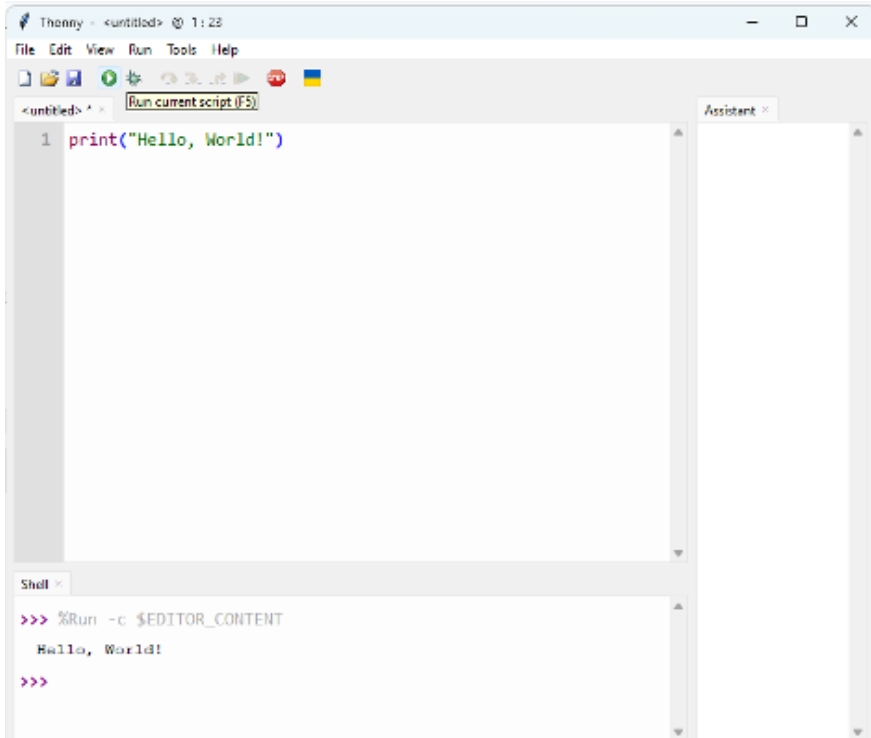 Thonny - <untitled> @ 1:23
File Edit View Run Tools Help
Run current script (F5)
<untitled> * ×
Assistant ×
1 print("Hello, World!")
Shell ×
>>> %Run -c $EDITOR_CONTENT
Hello, World!
>>>